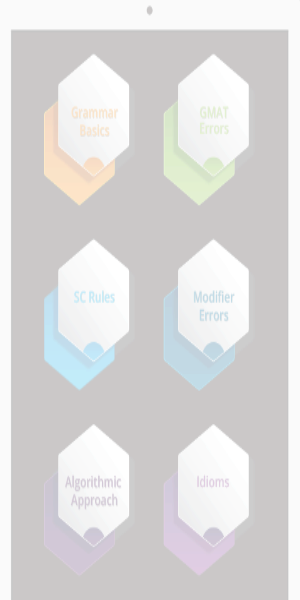 Grammar
Basics
GMAT
Errors
SC Rules
Modifier
Errors
Algorithmic
Approach
Idioms